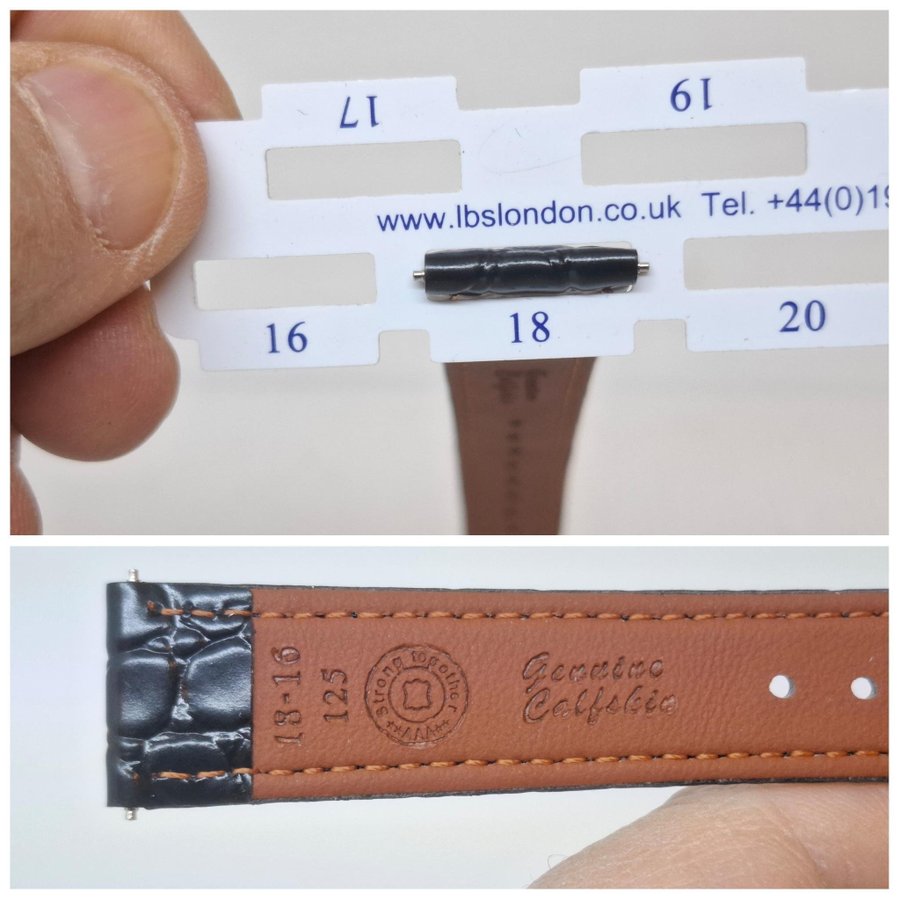 17
19
www.lbslondon.co.uk Tel. +44(0)19
16
18
20
18-16
125
Strong together
Genuine
Calfskin